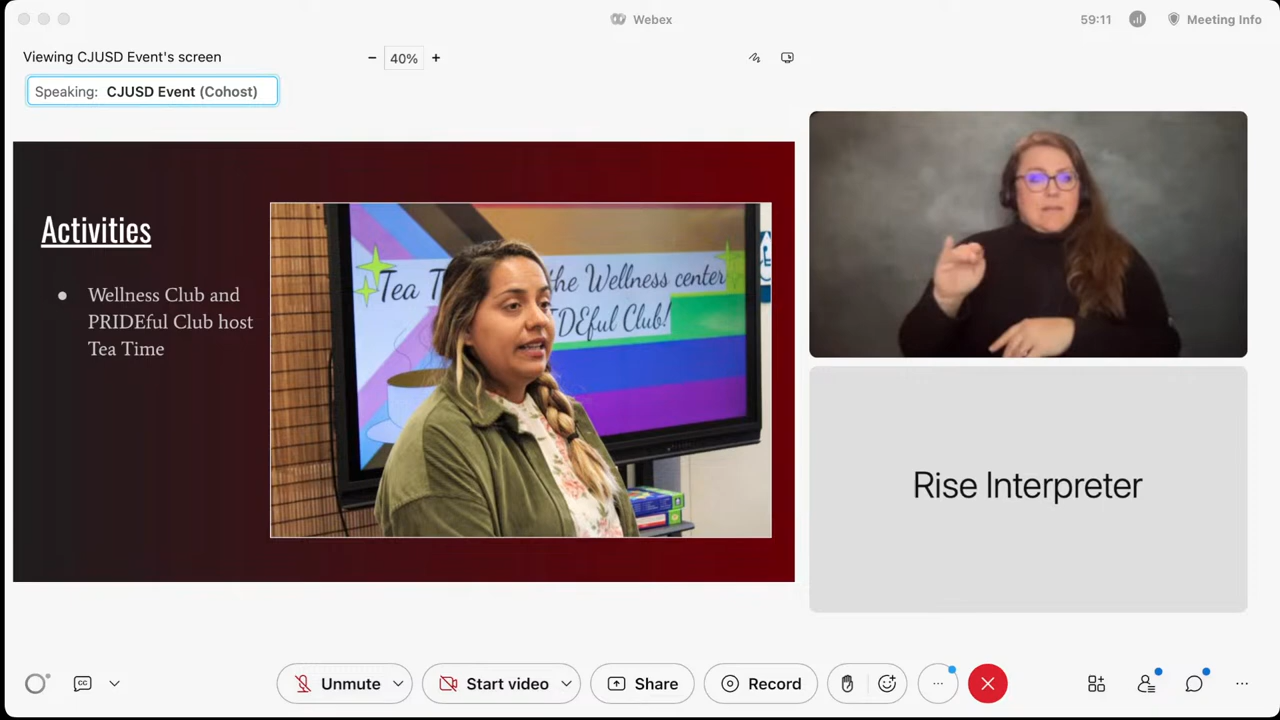 Webex
59:11
Meeting Info
Viewing CJUSD Event's screen
− 40% +
Speaking: CJUSD Event (Cohost)
Activities
● Wellness Club and
PRIDEful Club host
Tea Time
Tea the Wellness center
Club!
Rise Interpreter
CC
Unmute
Start video
Share
Record